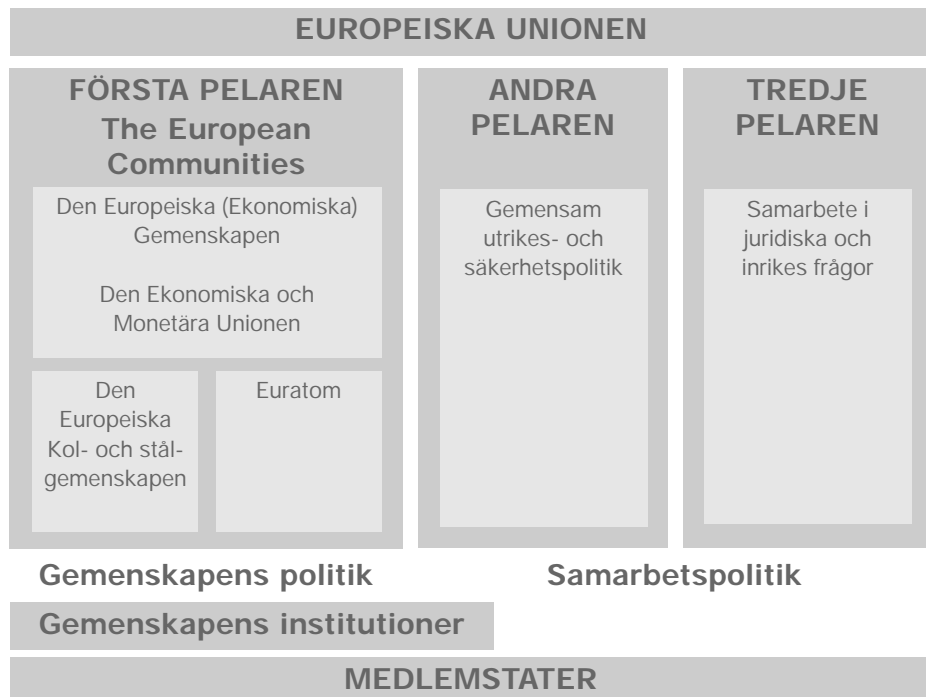 EUROPEISKA UNIONEN
FÖRSTA PELAREN
The European
Communities
Den Europeiska (Ekonomiska)
Gemenskapen
Den Ekonomiska och
Monetära Unionen
Den
Europeiska
Kol- och stål-
gemenskapen
Euratom
ANDRA
PELAREN
Gemensam
utrikes- och
säkerhetspolitik
TREDJE
PELAREN
Samarbete i
juridiska och
inrikes frågor
Gemenskapens politik
Samarbetspolitik
Gemenskapens institutioner
MEDLEMSTATER